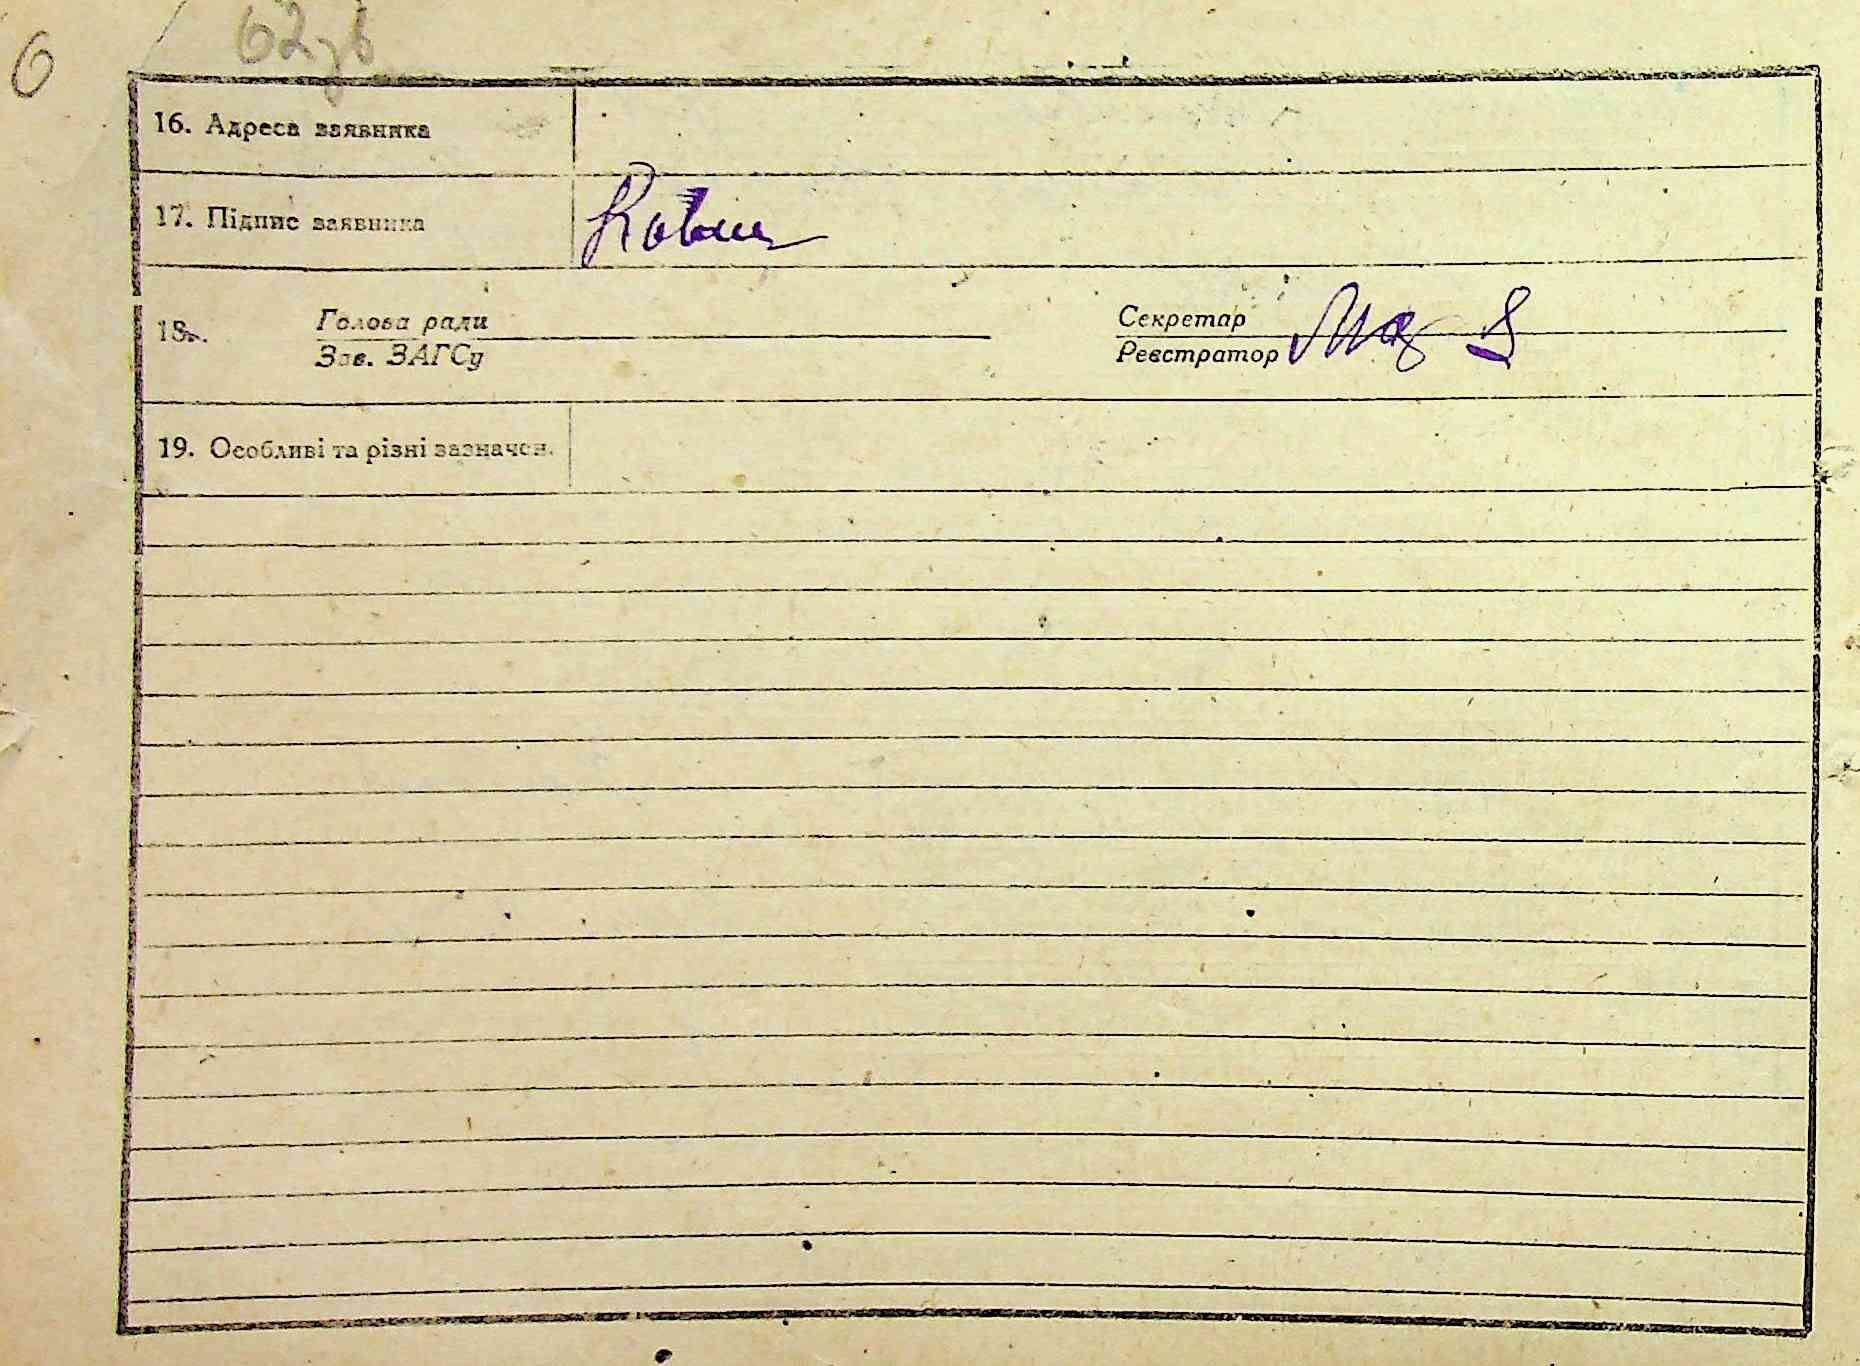 6
62зв
16. Адреса заявника
17. Підпис заявника
18. Голова ради Секретар
Зав. ЗАГСу Реєстратор
19. Особливі та різні зазначен.